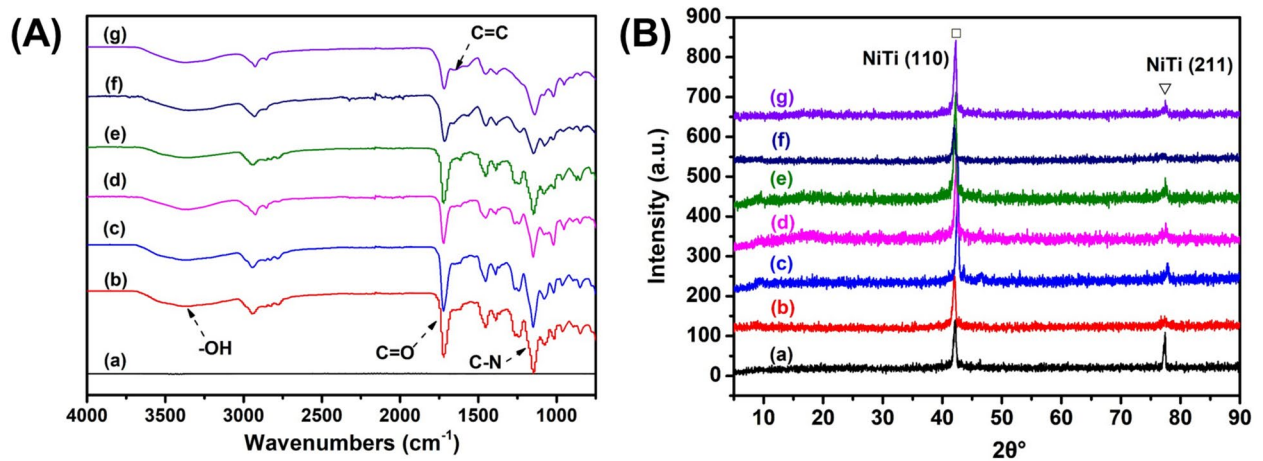 (A)
(g)
C=C
(f)
(e)
(d)
(c)
(b)
-OH
C=O
C-N
(a)
4000 3500 3000 2500 2000 1500 1000
Wavenumbers (cm⁻¹)
(B)
900
800
700
600
500
400
300
200
100
0
Intensity (a.u.)
NiTi (110)
NiTi (211)
(g)
(f)
(e)
(d)
(c)
(b)
(a)
10 20 30 40 50 60 70 80 90
2θ°